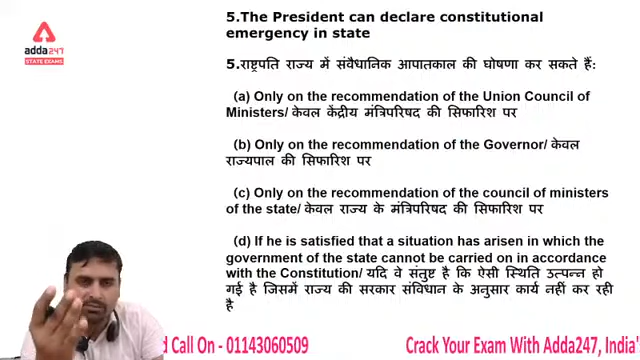 5.The President can declare constitutional
emergency in state
5.राष्ट्रपति राज्य में संवैधानिक आपातकाल की घोषणा कर सकते हैं:
(a) Only on the recommendation of the Union Council of
Ministers/ केवल केंद्रीय मंत्रिपरिषद की सिफारिश पर
(b) Only on the recommendation of the Governor/ केवल
राज्यपाल की सिफारिश पर
(c) Only on the recommendation of the council of ministers
of the state/ केवल राज्य के मंत्रिपरिषद की सिफारिश पर
(d) If he is satisfied that a situation has arisen in which the
government of the state cannot be carried on in accordance
with the Constitution/ यदि वे संतुष्ट है कि ऐसी स्थिति उत्पन्न हो
गई है जिसमें राज्य की सरकार संविधान के अनुसार कार्य नहीं कर रही
है
adda247
STATE EXAMS
d Call On - 01143060509 Crack Your Exam With Adda247, India'